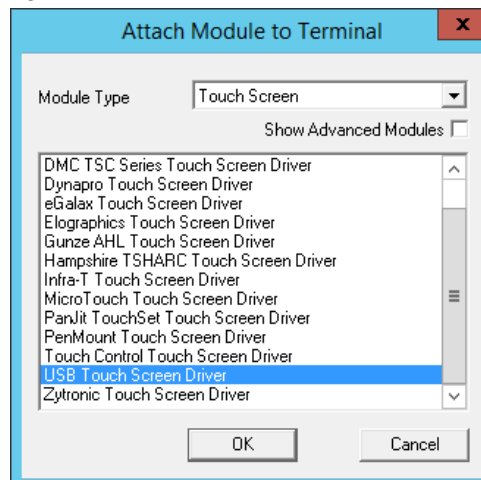 Attach Module to Terminal
x
Module Type
Touch Screen
Show Advanced Modules
DMC TSC Series Touch Screen Driver
Dynapro Touch Screen Driver
eGalax Touch Screen Driver
Elographics Touch Screen Driver
Gunze AHL Touch Screen Driver
Hampshire TSHARC Touch Screen Driver
Infra-T Touch Screen Driver
MicroTouch Touch Screen Driver
PanJit TouchSet Touch Screen Driver
PenMount Touch Screen Driver
Touch Control Touch Screen Driver
USB Touch Screen Driver
Zytronic Touch Screen Driver
OK
Cancel